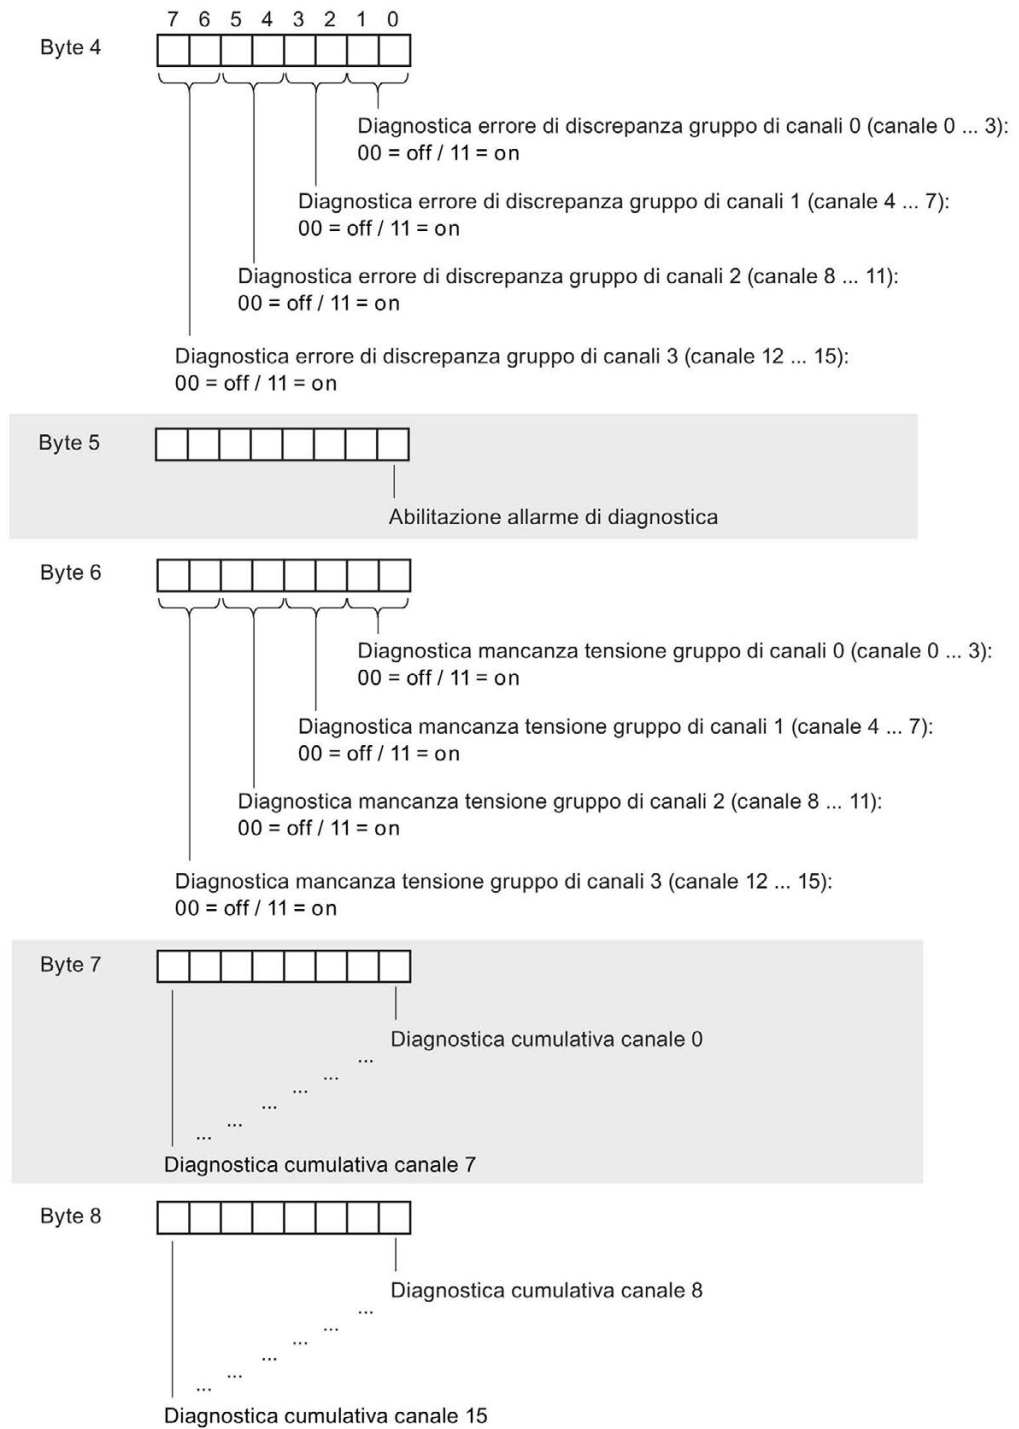 7 6 5 4 3 2 1 0
Byte 4
Diagnostica errore di discrepanza gruppo di canali 0 (canale 0 ... 3):
00 = off / 11 = on
Diagnostica errore di discrepanza gruppo di canali 1 (canale 4 ... 7):
00 = off / 11 = on
Diagnostica errore di discrepanza gruppo di canali 2 (canale 8 ... 11):
00 = off / 11 = on
Diagnostica errore di discrepanza gruppo di canali 3 (canale 12 ... 15):
00 = off / 11 = on
Byte 5
Abilitazione allarme di diagnostica
Byte 6
Diagnostica mancanza tensione gruppo di canali 0 (canale 0 ... 3):
00 = off / 11 = on
Diagnostica mancanza tensione gruppo di canali 1 (canale 4 ... 7):
00 = off / 11 = on
Diagnostica mancanza tensione gruppo di canali 2 (canale 8 ... 11):
00 = off / 11 = on
Diagnostica mancanza tensione gruppo di canali 3 (canale 12 ... 15):
00 = off / 11 = on
Byte 7
Diagnostica cumulativa canale 0
...
...
...
...
...
...
Diagnostica cumulativa canale 7
Byte 8
Diagnostica cumulativa canale 8
...
...
...
...
...
...
Diagnostica cumulativa canale 15